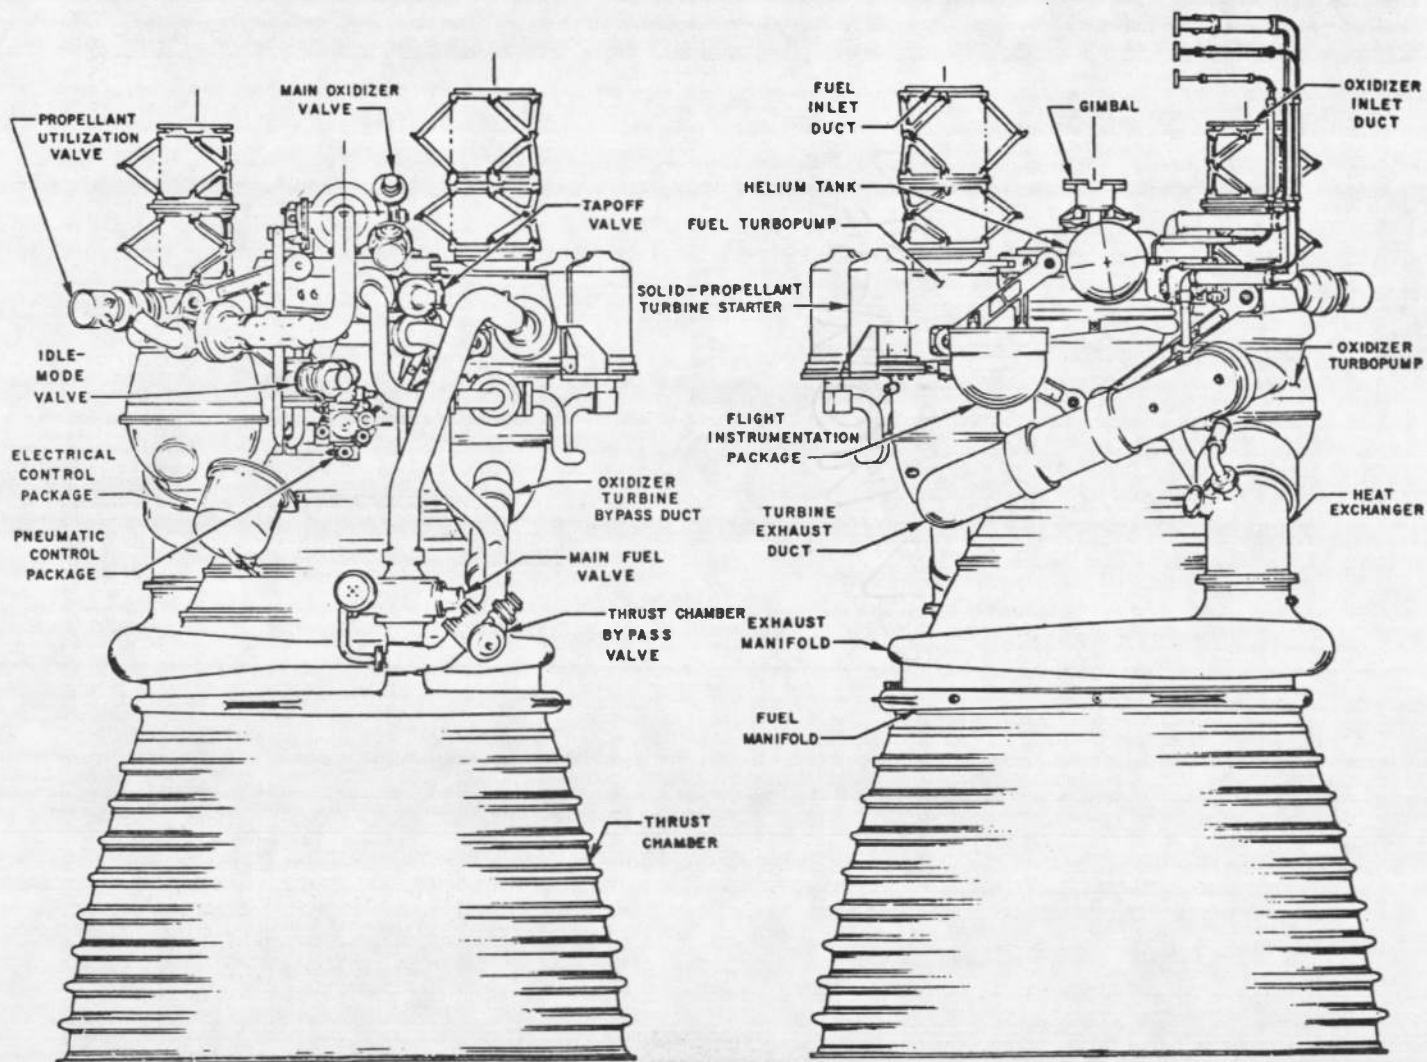 MAIN OXIDIZER
VALVE
PROPELLANT
UTILIZATION
VALVE
TAPOFF
VALVE
IDLE-
MODE
VALVE
ELECTRICAL
CONTROL
PACKAGE
PNEUMATIC
CONTROL
PACKAGE
OXIDIZER
TURBINE
BYPASS DUCT
MAIN FUEL
VALVE
THRUST CHAMBER
BYPASS
VALVE
THRUST
CHAMBER
FUEL
INLET
DUCT
GIMBAL
OXIDIZER
INLET
DUCT
HELIUM TANK
FUEL TURBOPUMP
SOLID-PROPELLANT
TURBINE STARTER
OXIDIZER
TURBOPUMP
FLIGHT
INSTRUMENTATION
PACKAGE
TURBINE
EXHAUST
DUCT
HEAT
EXCHANGER
EXHAUST
MANIFOLD
FUEL
MANIFOLD